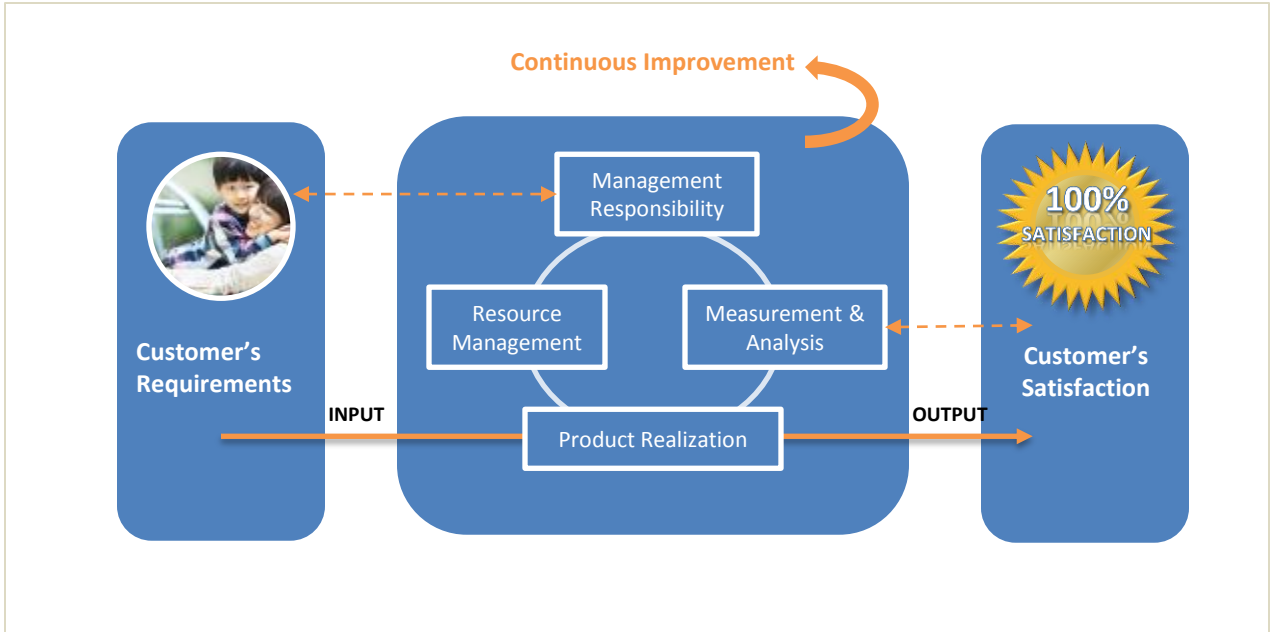 Continuous Improvement
Management
Responsibility
100%
SATISFACTION
Resource
Management
Measurement &
Analysis
Customer’s
Requirements
Customer’s
Satisfaction
INPUT
OUTPUT
Product Realization